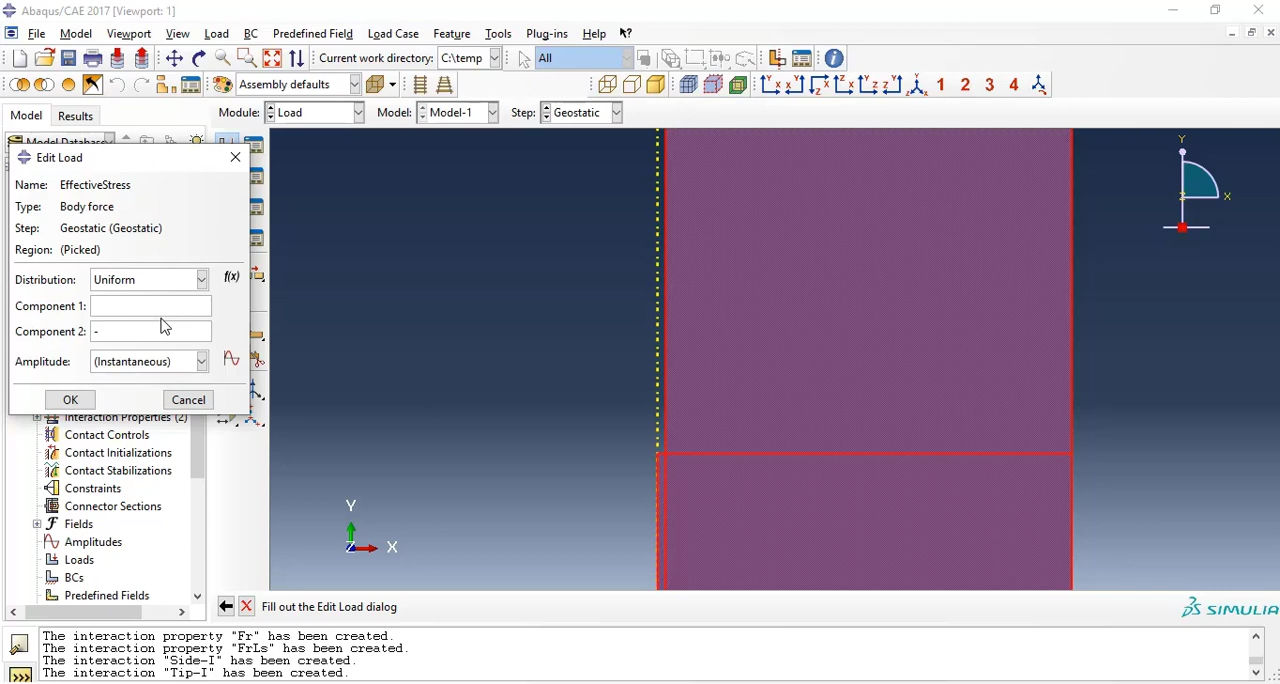 Abaqus/CAE 2017 [Viewport: 1]
File Model Viewport View Load BC Predefined Field Load Case Feature Tools Plug-ins Help
Current work directory: C:\temp All
Assembly defaults 1 2 3 4
Model Results Module: Load Model: Model-1 Step: Geostatic
Model Database
Edit Load
Name: EffectiveStress
Type: Body force
Step: Geostatic (Geostatic)
Region: (Picked)
Distribution: Uniform f(x)
Component 1:
Component 2: -
Amplitude: (Instantaneous)
OK Cancel
Interaction Properties (2)
Contact Controls
Contact Initializations
Contact Stabilizations
Constraints
Connector Sections
Fields
Amplitudes
Loads
BCs
Predefined Fields
Y
X
Z
Y
X
Z
Fill out the Edit Load dialog
SIMULIA
The interaction property "Fr" has been created.
The interaction property "FrLs" has been created.
The interaction "Side-I" has been created.
The interaction "Tip-I" has been created.